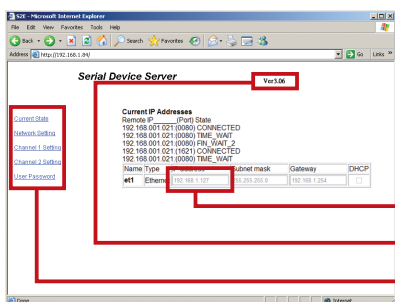 S2E - Microsoft Internet Explorer
File Edit View Favorites Tools Help
Back Search Favorites
Address http://192.168.1.84/ Go Links »
Serial Device Server
Ver3.06
Current State
Network Setting
Channel 1 Setting
Channel 2 Setting
User Password
Current IP Addresses
Remote IP______(Port) State
192.168.001.021:(0080) CONNECTED
192.168.001.021:(0080) TIME_WAIT
192.168.001.021:(0080) FIN_WAIT_2
192.168.001.021:(1621) CONNECTED
192.168.001.021:(0080) TIME_WAIT
Name Type Subnet mask Gateway DHCP
et1 192.168.1.127 255.255.255.0 192.168.1.254
Done Internet